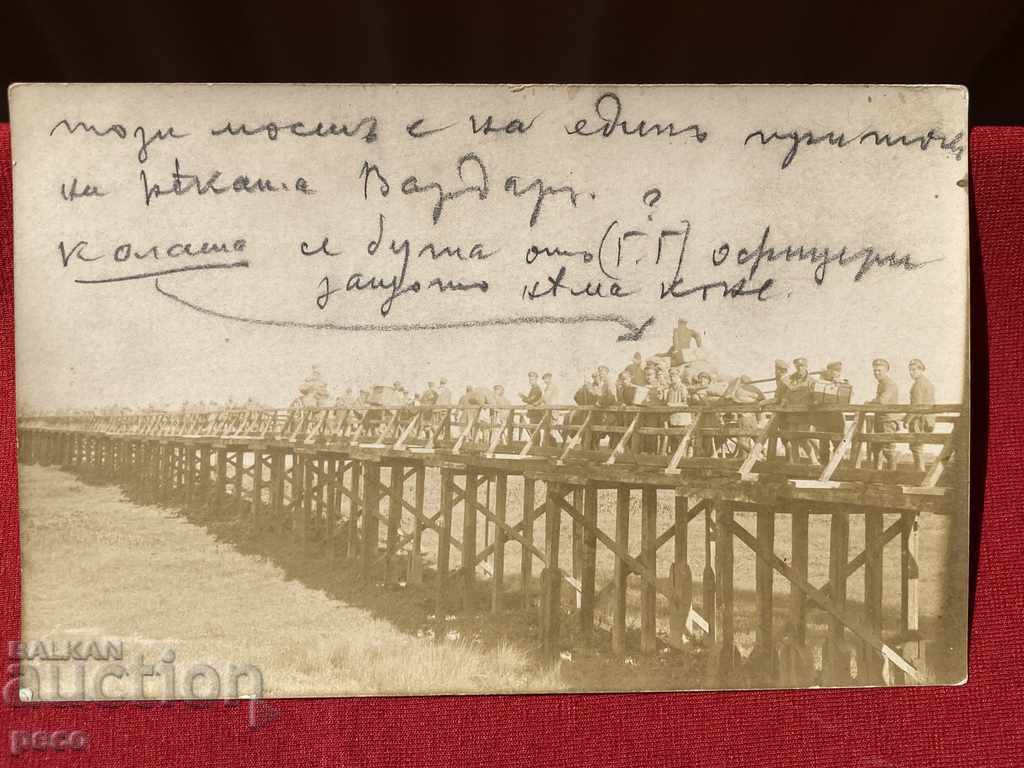 този мостъ е на единъ притокъ
на рѣката Вардаръ.
?
колата се бута отъ (Г.Г) офицери
защото нѣма коне.
BALKAN
auction
peco